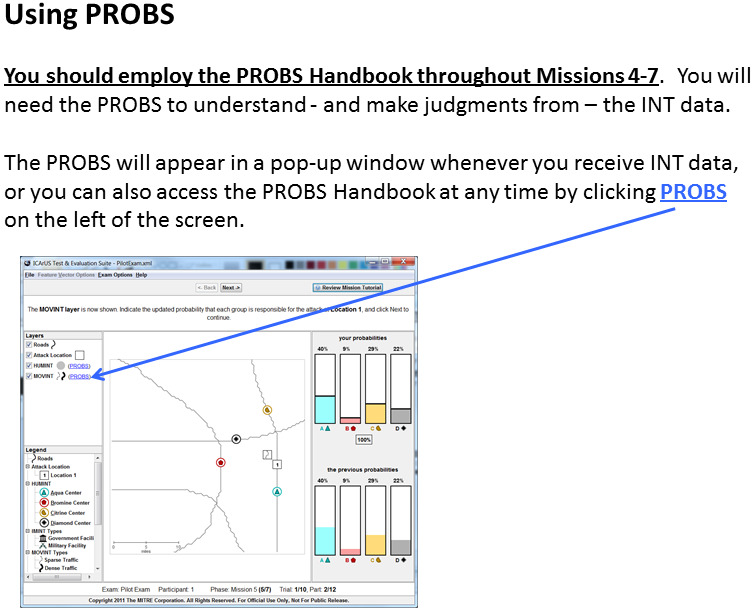 Using PROBS
You should employ the PROBS Handbook throughout Missions 4-7. You will
need the PROBS to understand - and make judgments from – the INT data.
The PROBS will appear in a pop-up window whenever you receive INT data,
or you can also access the PROBS Handbook at any time by clicking PROBS
on the left of the screen.
ICArUS Test & Evaluation Suite - PilotExam.xml
File Feature Vector Options Exam Options Help
<- Back Next -> Review Mission Tutorial
The MOVINT layer is now shown. Indicate the updated probability that each group is responsible for the attack at Location 1, and click Next to
continue.
Layers
Roads
Attack Location
HUMINT (PROBS)
MOVINT (PROBS)
Legend
Roads
Attack Location
1 Location 1
HUMINT
Aqua Center
Bromine Center
Citrine Center
Diamond Center
IMINT Types
Government Facili
Military Facility
MOVINT Types
Sparse Traffic
Dense Traffic
1
0 5 10
miles
your probabilities
40% 9% 29% 22%
A B C D
100%
the previous probabilities
40% 9% 29% 22%
A B C D
Exam: Pilot Exam Participant: 1 Phase: Mission 5 (5/7) Trial: 1/10, Part: 2/12
Copyright 2011 The MITRE Corporation. All Rights Reserved. For Official Use Only, Not For Public Release.